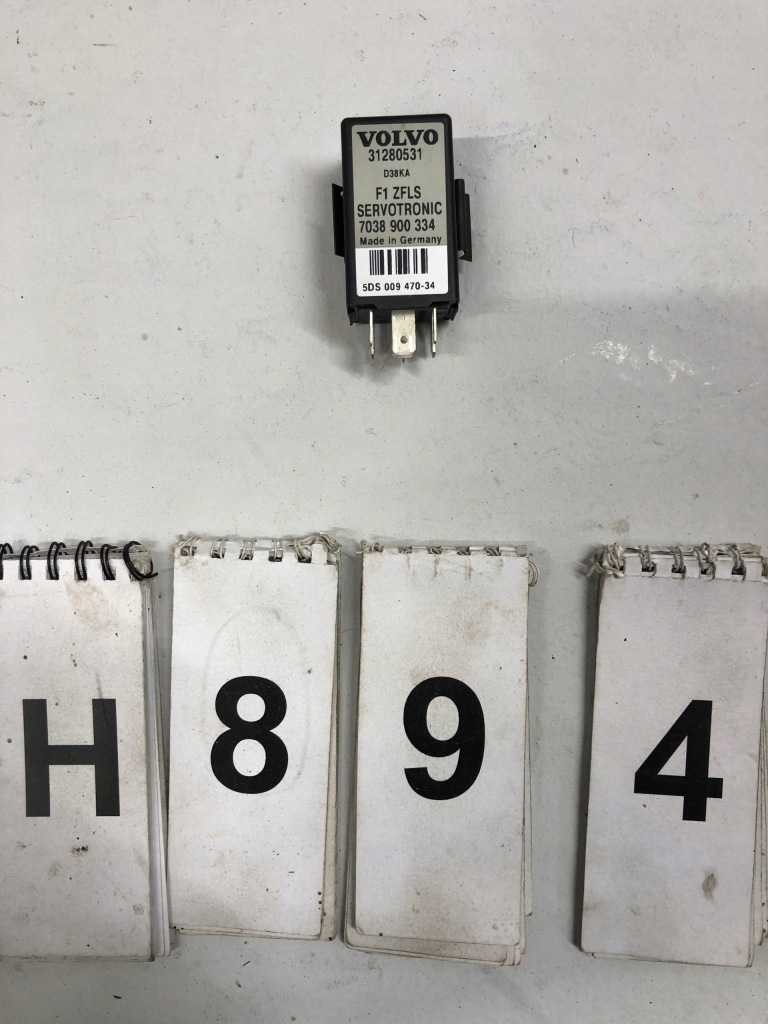 VOLVO
31280531
D38KA
F1 ZFLS
SERVOTRONIC
7038 900 334
Made in Germany
5DS 009 470-34
H 8 9 4